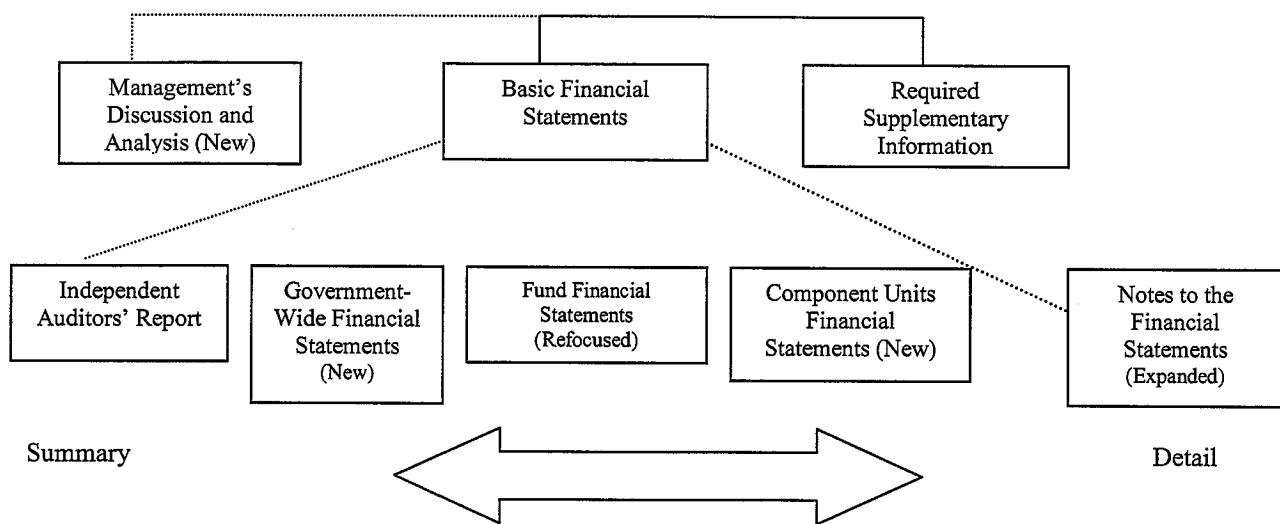 Management’s
Discussion and
Analysis (New)
Basic Financial
Statements
Required
Supplementary
Information
Independent
Auditors’ Report
Government-
Wide Financial
Statements
(New)
Fund Financial
Statements
(Refocused)
Component Units
Financial
Statements (New)
Notes to the
Financial
Statements
(Expanded)
Summary
Detail